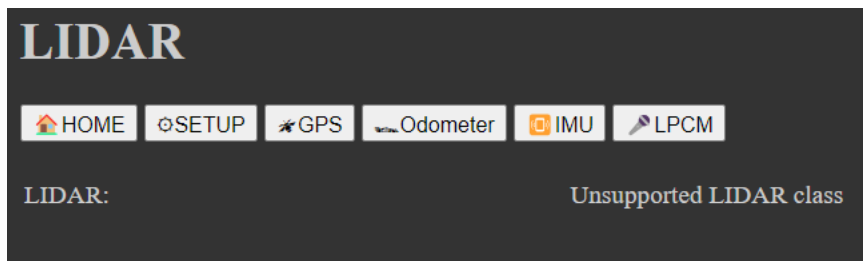 LIDAR
HOME SETUP GPS Odometer IMU LPCM
LIDAR: Unsupported LIDAR class